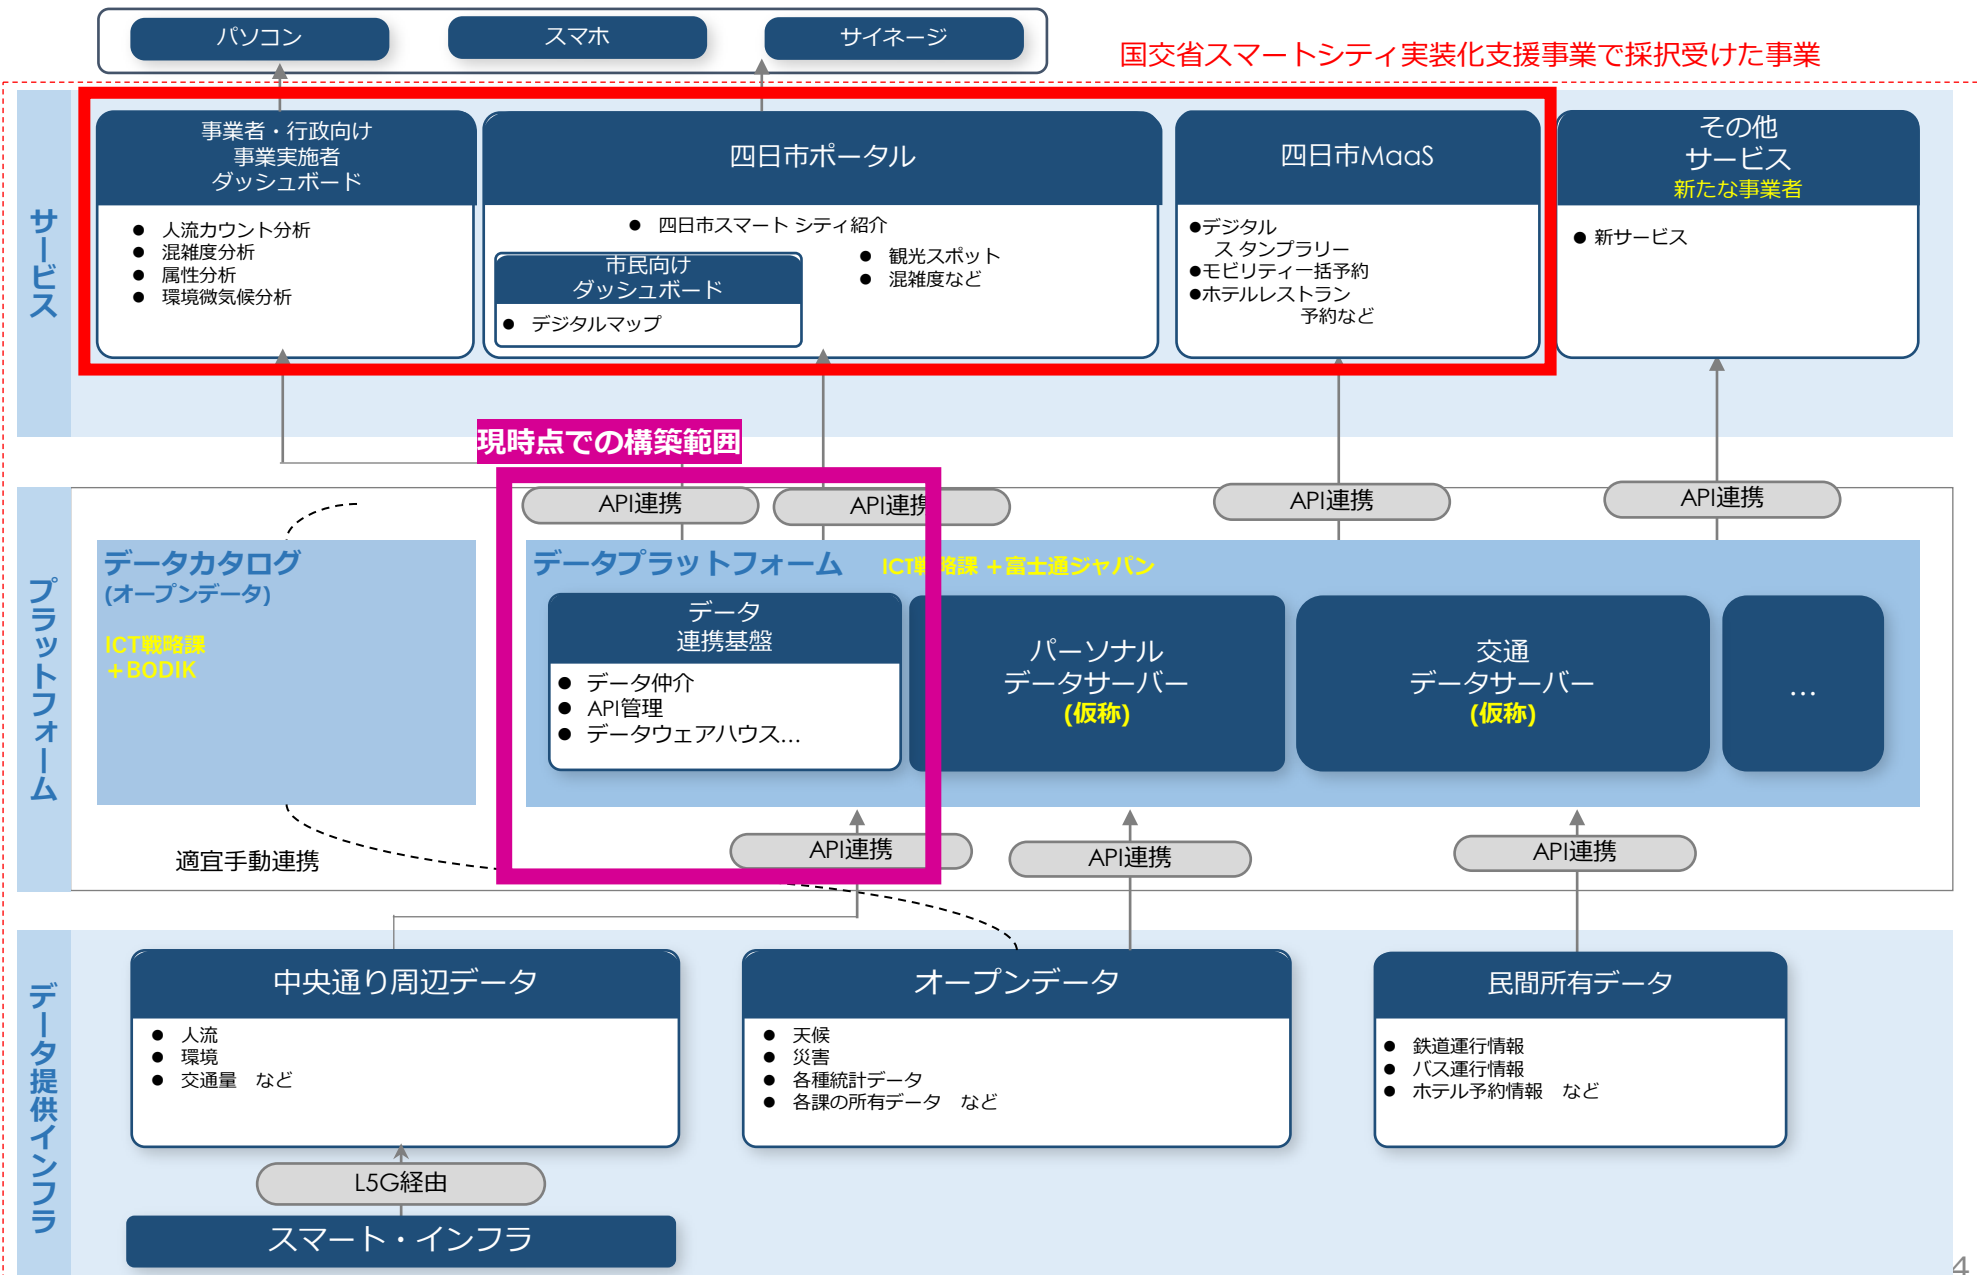 パソコン
スマホ
サイネージ
国交省スマートシティ実装化支援事業で採択受けた事業
サービス
事業者・行政向け
事業実施者
ダッシュボード
人流カウント分析
混雑度分析
属性分析
環境微気候分析
四日市ポータル
四日市スマート シティ紹介
観光スポット
混雑度など
市民向け
ダッシュボード
デジタルマップ
四日市MaaS
●デジタル
ス タンプラリー
●モビリティ一括予約
●ホテルレストラン
予約など
その他
サービス
新たな事業者
● 新サービス
現時点での構築範囲
API連携
API連携
API連携
API連携
プラットフォーム
データカタログ
(オープンデータ)
ICT戦略課
+BODIK
データプラットフォーム
ICT戦略課 +富士通ジャパン
データ
連携基盤
データ仲介
API管理
データウェアハウス…
パーソナル
データサーバー
(仮称)
交通
データサーバー
(仮称)
…
適宜手動連携
API連携
API連携
API連携
データ提供インフラ
中央通り周辺データ
人流
環境
交通量 など
オープンデータ
天候
災害
各種統計データ
各課の所有データ など
民間所有データ
鉄道運行情報
バス運行情報
ホテル予約情報 など
L5G経由
スマート・インフラ
4